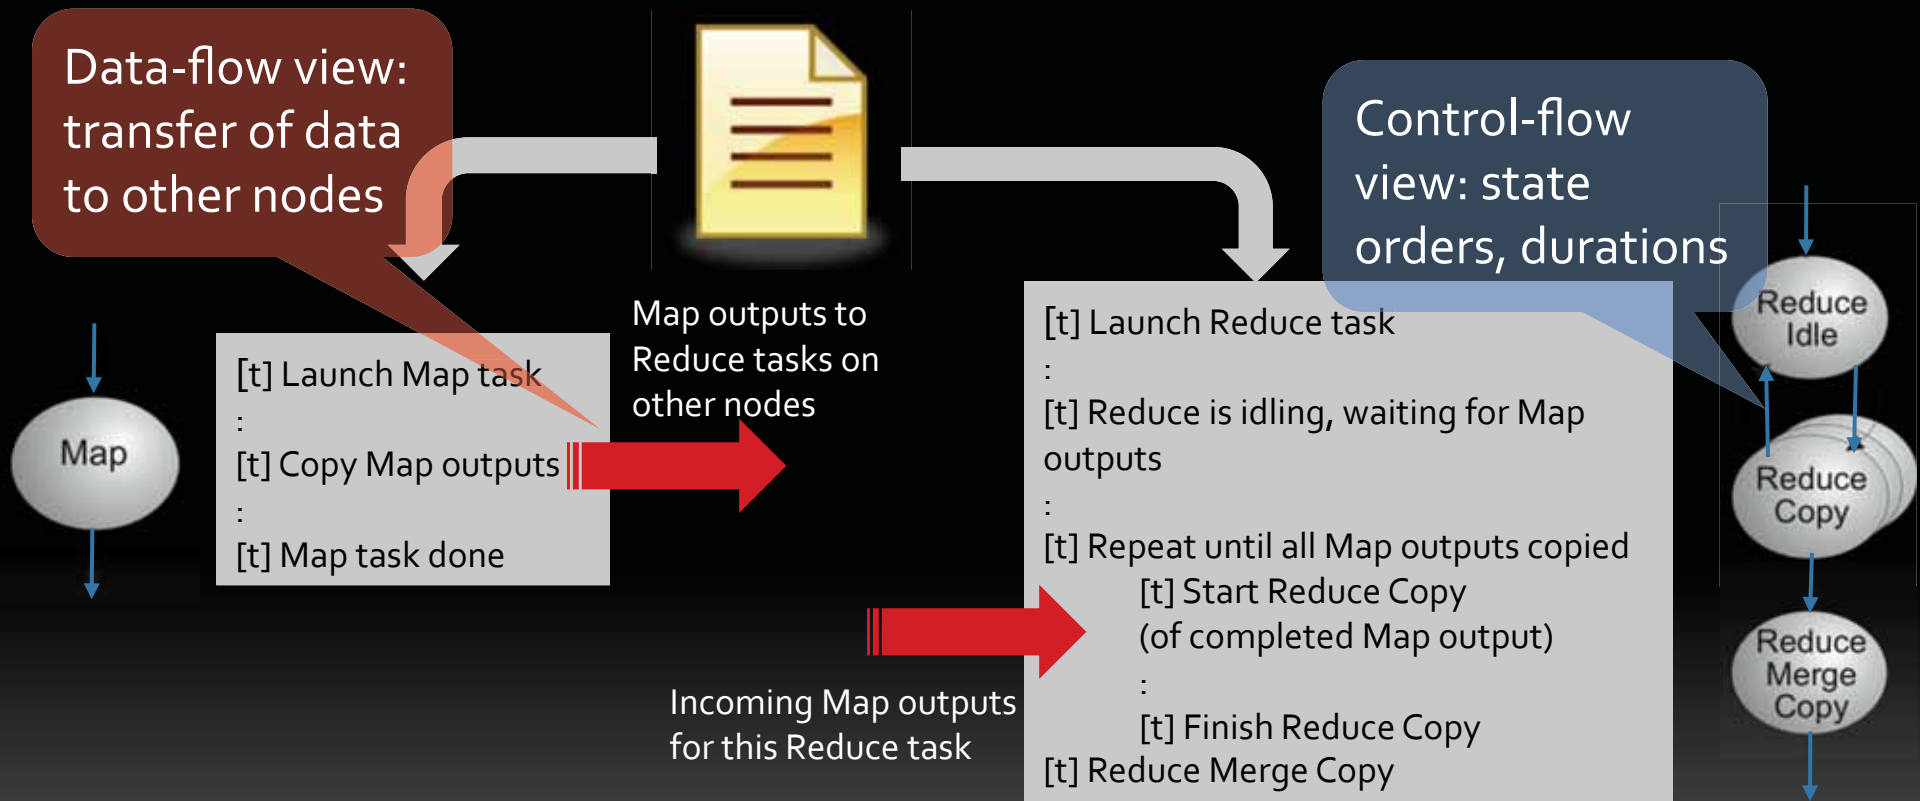 Data-flow view:
transfer of data
to other nodes
Control-flow
view: state
orders, durations
Map
[t] Launch Map task
:
[t] Copy Map outputs
:
[t] Map task done
Map outputs to
Reduce tasks on
other nodes
Incoming Map outputs
for this Reduce task
[t] Launch Reduce task
:
[t] Reduce is idling, waiting for Map
outputs
:
[t] Repeat until all Map outputs copied
[t] Start Reduce Copy
(of completed Map output)
:
[t] Finish Reduce Copy
[t] Reduce Merge Copy
Reduce
Idle
Reduce
Copy
Reduce
Merge
Copy